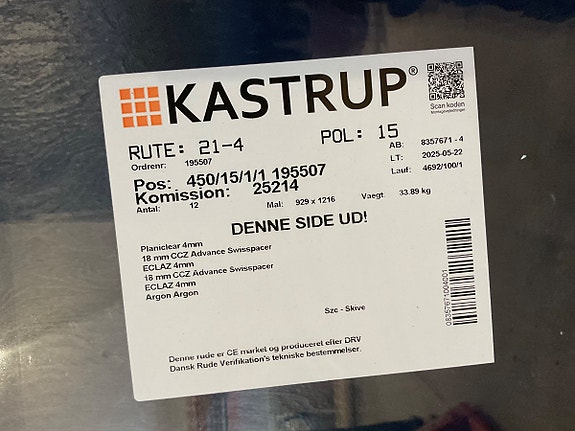 KASTRUP®
Scan koden
RUTE: 21-4 POL: 15
Ordrenr: 195507
AB: 8357671 - 4
LT: 2025-05-22
Lauf: 4692/100/1
Pos: 450/15/1/1 195507
Komission: 25214
Antal: 12 Mal: 929 x 1216 Vaegt: 33.89 kg
DENNE SIDE UD!
Planiclear 4mm
18 mm CCZ Advance Swisspacer
ECLAZ 4mm
18 mm CCZ Advance Swisspacer
ECLAZ 4mm
Argon Argon
Szc - Skive
Denne rude er CE market og produceret efter DRV
Dansk Rude Verifikation's tekniske bestemmelser.
08357671004001